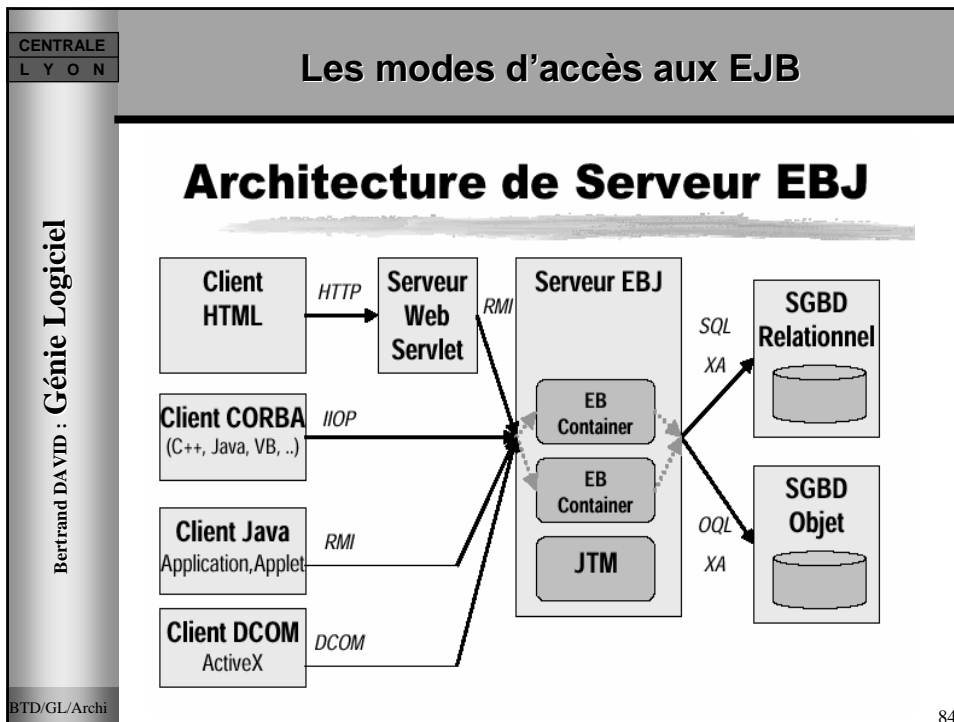 CENTRALE
L Y O N
Les modes d'accès aux EJB
Bertrand DAVID : Génie Logiciel
Architecture de Serveur EBJ
Client
HTML
HTTP
Serveur
Web
Servlet
RMI
Serveur EBJ
EB
Container
EB
Container
JTM
SQL
XA
SGBD
Relationnel
Client CORBA
(C++, Java, VB, ..)
IIOP
Client Java
Application,Applet
RMI
Client DCOM
ActiveX
DCOM
OQL
XA
SGBD
Objet
BTD/GL/Archi
84